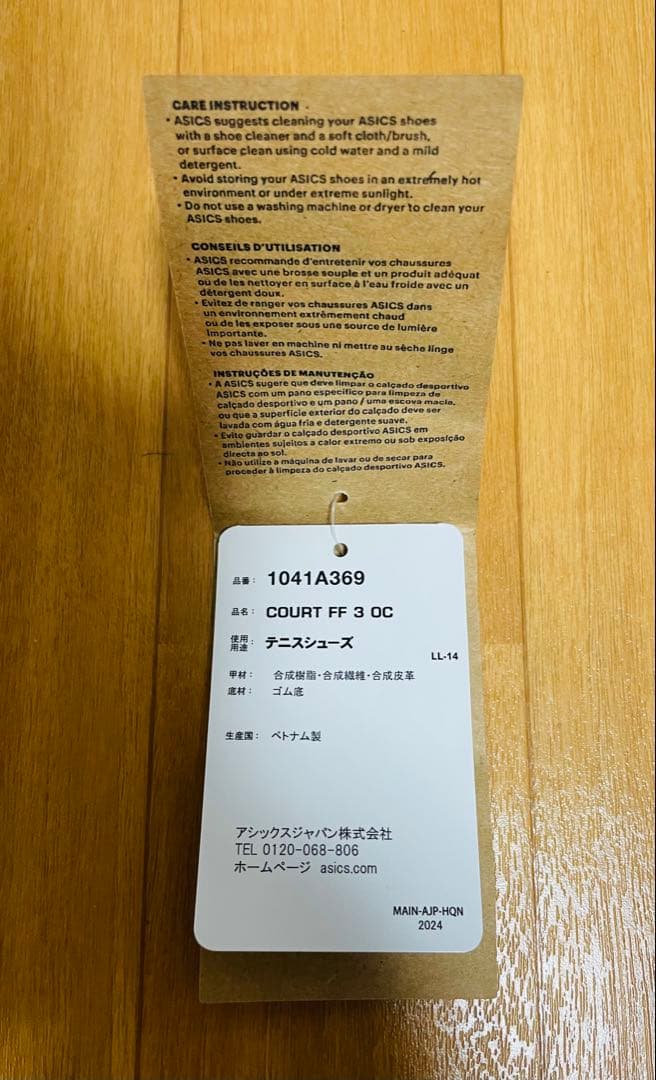 CARE INSTRUCTION
• ASICS suggests cleaning your ASICS shoes
with a shoe cleaner and a soft cloth/brush,
or surface clean using cold water and a mild
detergent.
• Avoid storing your ASICS shoes in an extremely hot
environment or under extreme sunlight.
• Do not use a washing machine or dryer to clean your
ASICS shoes.
CONSEILS D'UTILISATION
• ASICS recommande d'entretenir vos chaussures
ASICS avec une brosse souple et un produit adéquat
ou de les nettoyer en surface à l'eau froide avec un
détergent doux.
• Evitez de ranger vos chaussures ASICS dans
un environnement extrêmement chaud
ou de les exposer sous une source de lumière
importante.
• Ne pas laver en machine ni mettre au sèche linge
vos chaussures ASICS.
INSTRUÇÕES DE MANUTENÇÃO
• A ASICS sugere que deve limpar o calçado desportivo
ASICS com um pano específico para limpeza de
calçado desportivo e um pano / uma escova macia,
ou que a superfície exterior do calçado deve ser
lavada com água fria e detergente suave.
• Evite guardar o calçado desportivo ASICS em
ambientes sujeitos a calor extremo ou sob exposição
directa ao sol.
• Não utilize a máquina de lavar ou de secar para
proceder à limpeza do calçado desportivo ASICS.
品番： 1041A369
品名： COURT FF 3 OC
使用用途： テニスシューズ
LL-14
甲材： 合成樹脂・合成繊維・合成皮革
底材： ゴム底
生産国： ベトナム製
アシックスジャパン株式会社
TEL 0120-068-806
ホームページ asics.com
MAIN-AJP-HQN
2024